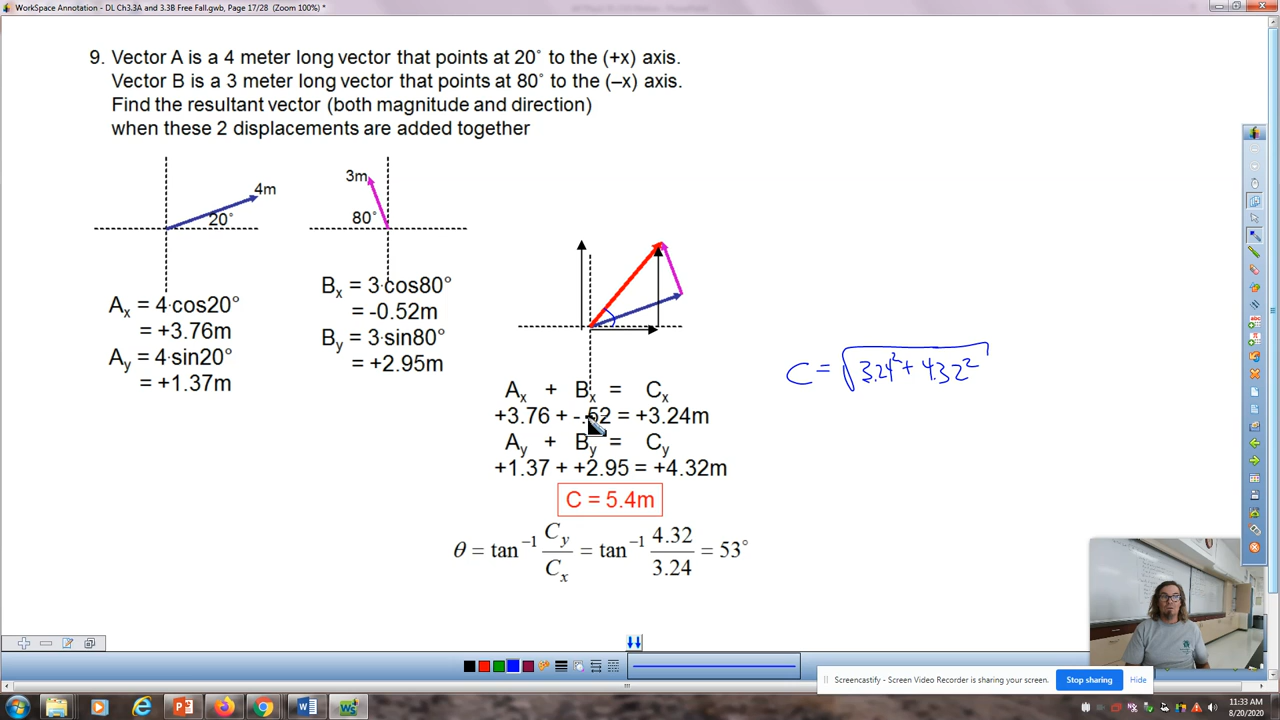 WorkSpace Annotation - DL Ch3.3A and 3.3B Free Fall.gwb, Page 17/28 (Zoom 100%) *
9. Vector A is a 4 meter long vector that points at 20˚ to the (+x) axis.
Vector B is a 3 meter long vector that points at 80˚ to the (–x) axis.
Find the resultant vector (both magnitude and direction)
when these 2 displacements are added together
4m
20˚
3m
80˚
Aₓ = 4·cos20°
= +3.76m
A_y = 4·sin20°
= +1.37m
Bₓ = 3·cos80°
= -0.52m
B_y = 3·sin80°
= +2.95m
Aₓ + Bₓ = Cₓ
+3.76 + -.52 = +3.24m
A_y + B_y = C_y
+1.37 + +2.95 = +4.32m
C = 5.4m
θ = tan⁻¹ C_y/Cₓ = tan⁻¹ 4.32/3.24 = 53°
C = √3.24² + 4.32²
Screencastify - Screen Video Recorder is sharing your screen.
Stop sharing
Hide
11:33 AM
8/20/2020